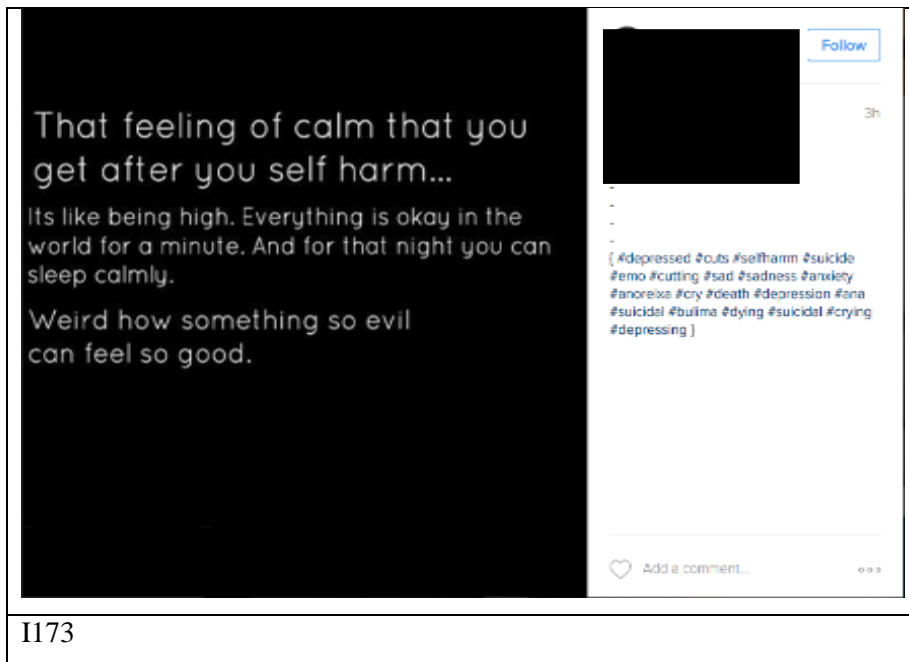 That feeling of calm that you
get after you self harm...
Its like being high. Everything is okay in the
world for a minute. And for that night you can
sleep calmly.
Weird how something so evil
can feel so good.
Follow
3h
-
-
-
-
{ #depressed #cuts #selfharmm #suicide
#emo #cutting #sad #sadness #anxiety
#anoreixa #cry #death #depression #ana
#suicidal #bulima #dying #suicidal #crying
#depressing }
Add a comment...
I173